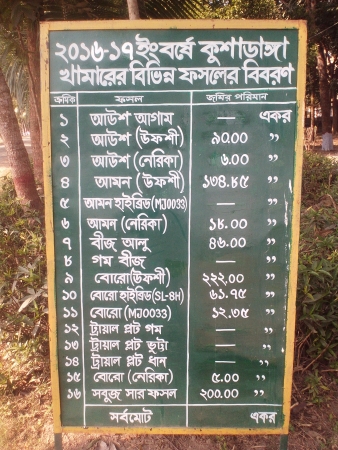 ২০১৬-১৭ইং বর্ষে কুশাডাঙ্গা
খামারের বিভিন্ন ফসলের বিবরণ
ক্রমিক ফসল জমির পরিমান
১ আউশ আগাম — একর
২ আউশ (উফশী) ৯০.০০ ,,
৩ আউশ (নেরিকা) ৬.০০ ,,
৪ আমন (উফশী) ১৩৪.৪৫ ,,
৫ আমন হাইব্রিড (MJ0033) — ,,
৬ আমন (নেরিকা) ১৪.০০ ,,
৭ বীজ আলু ৪৬.০০ ,,
৮ গম বীজ — ,,
৯ বোরো(উফশী) ২২২.০০ ,,
১০ বোরো হাইব্রিড(SL-8H) ৬১.৭৫ ,,
১১ বোরো (MJ0033) ১২.৩৫ ,,
১২ ট্রায়াল প্লট গম — ,,
১৩ ট্রায়াল প্লট ভুট্টা — ,,
১৪ ট্রায়াল প্লট ধান — ,,
১৫ বোরো (নেরিকা) ৫.০০ ,,
১৬ সবুজ সার ফসল ২০০.০০ ,,
সর্বমোট একর